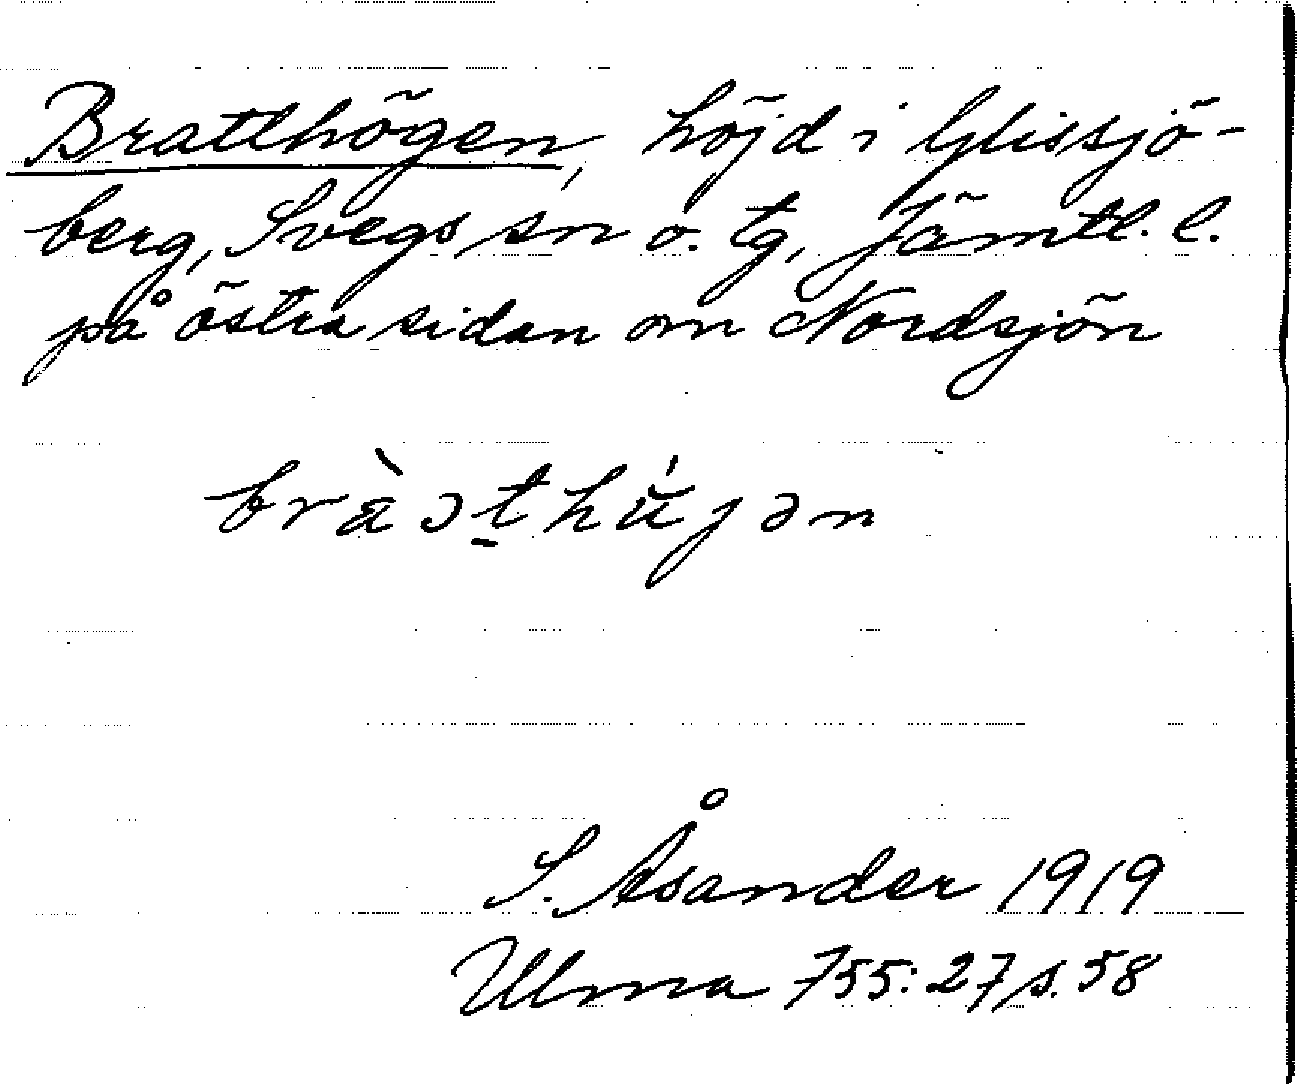 Bratthögen, höjd i Glissjö-
berg, Svegs sn o. tg, Jämtl. l.
på östra sidan om Nordsjön
S. Åsander 1919
Ulma 755:27 s. 58